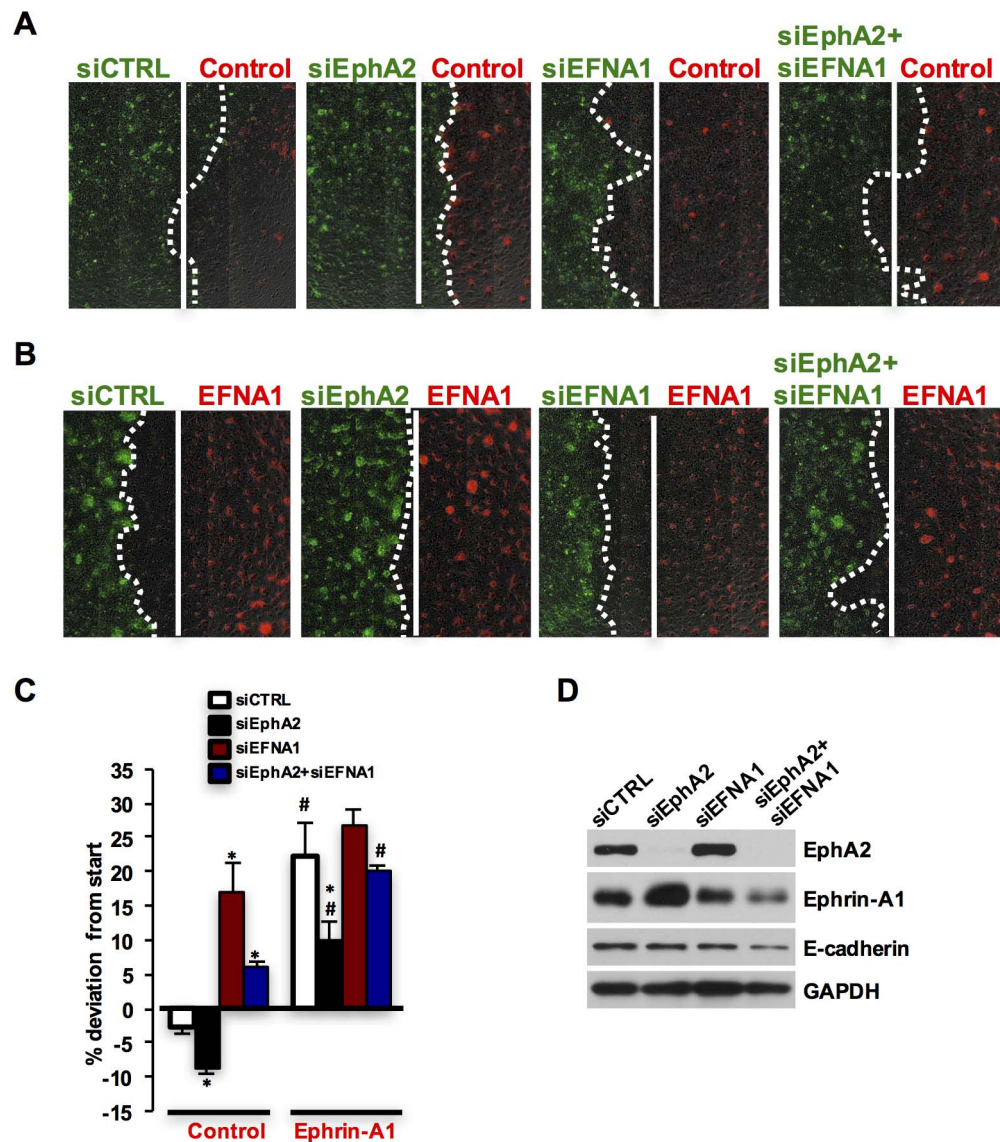 A
siCTRL Control
siEphA2 Control
siEFNA1 Control
siEphA2+
siEFNA1 Control
B
siCTRL EFNA1
siEphA2 EFNA1
siEFNA1 EFNA1
siEphA2+
siEFNA1 EFNA1
C
siCTRL
siEphA2
siEFNA1
siEphA2+siEFNA1
% deviation from start
35
30
25
20
15
10
5
0
-5
-10
-15
*
*
*
#
*
#
#
Control
Ephrin-A1
D
siCTRL
siEphA2
siEFNA1
siEphA2+
siEFNA1
EphA2
Ephrin-A1
E-cadherin
GAPDH